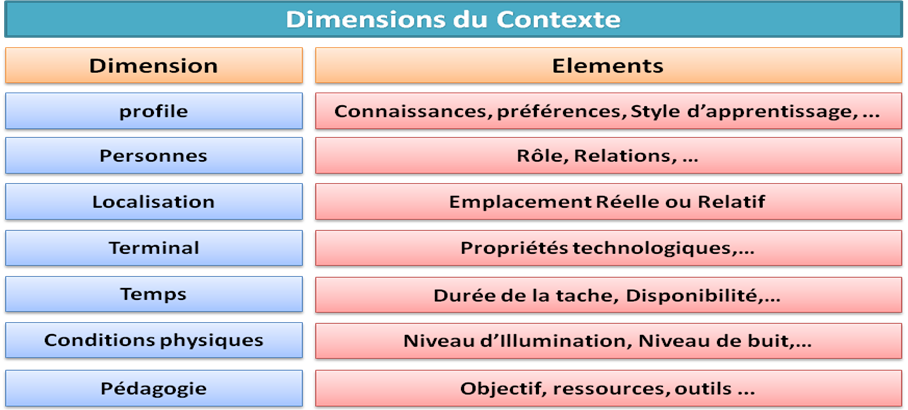 Dimensions du Contexte
Dimension Elements
profile Connaissances, préférences, Style d'apprentissage, ...
Personnes Rôle, Relations, ...
Localisation Emplacement Réelle ou Relatif
Terminal Propriétés technologiques,...
Temps Durée de la tache, Disponibilité,...
Conditions physiques Niveau d'Illumination, Niveau de buit,...
Pédagogie Objectif, ressources, outils ...